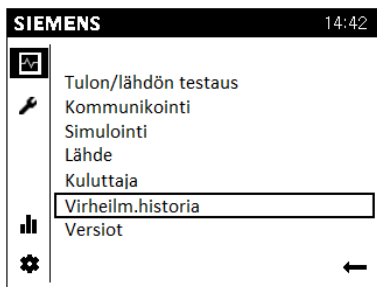 SIEMENS 14:42
Tulon/lähdön testaus
Kommunikointi
Simulointi
Lähde
Kuluttaja
Virheilm.historia
Versiot